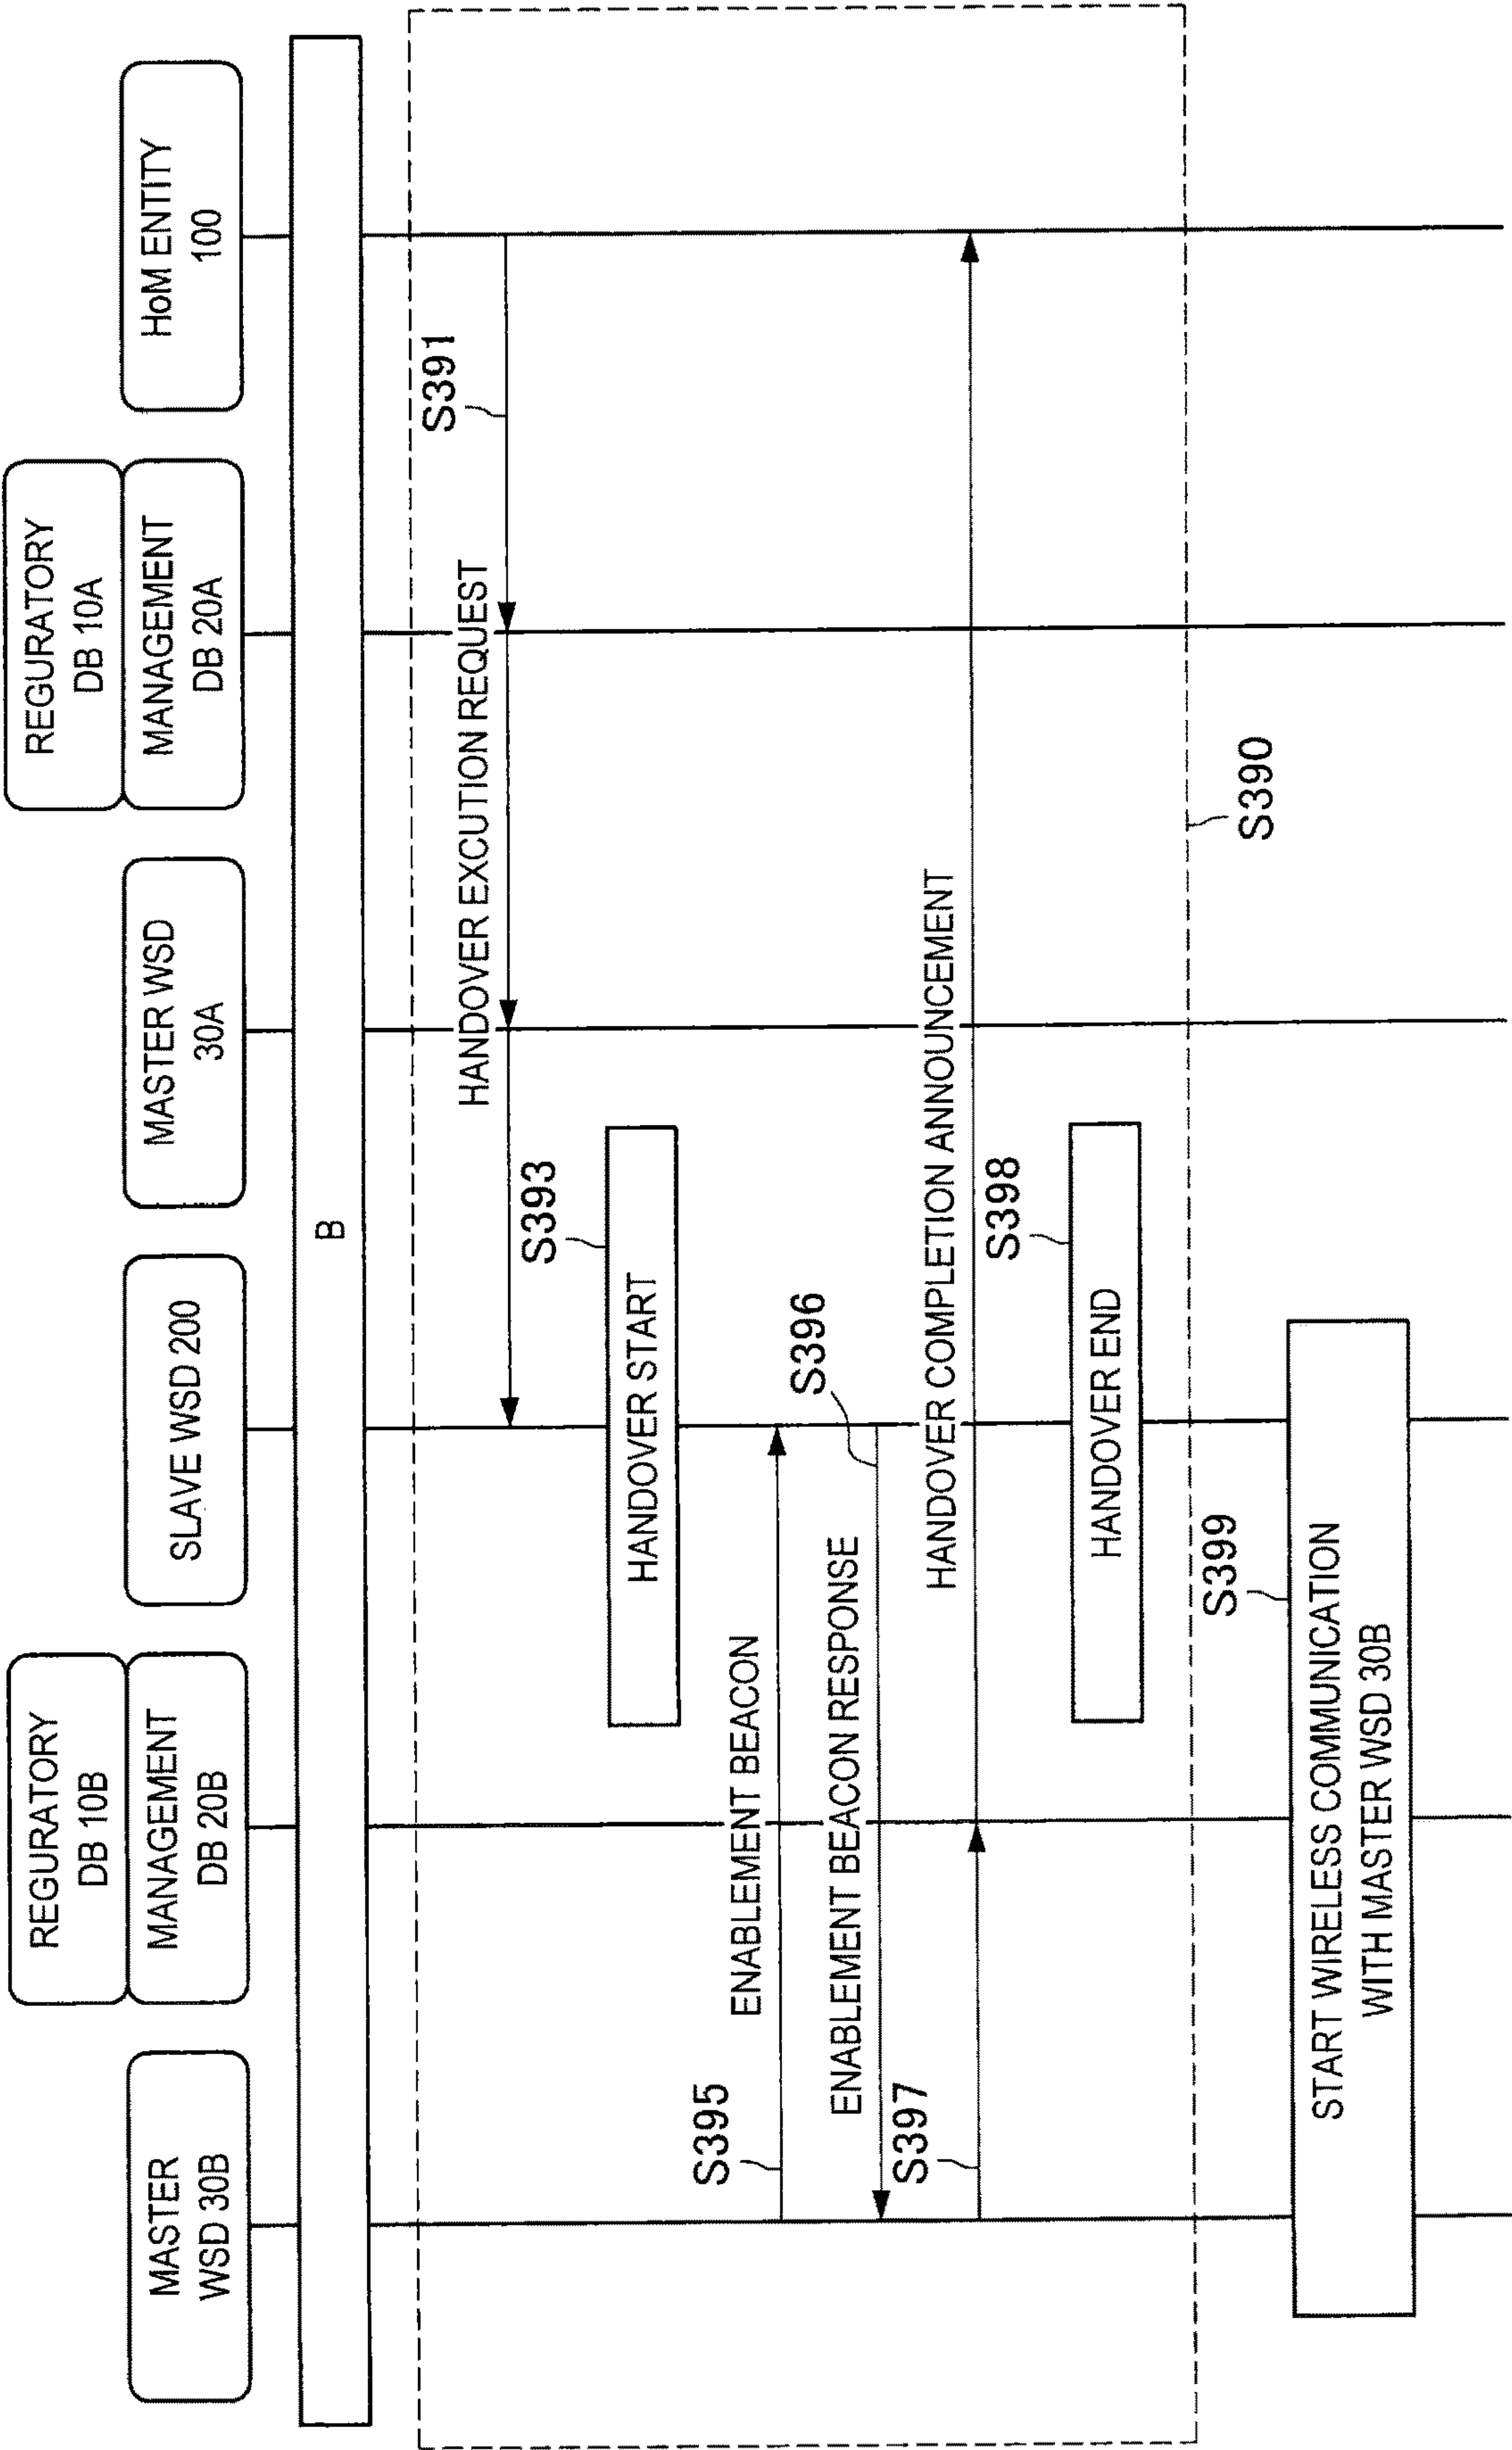 MASTER
WSD 30B
REGURATORY
DB 10B
MANAGEMENT
DB 20B
SLAVE WSD 200
MASTER WSD
30A
REGURATORY
DB 10A
MANAGEMENT
DB 20A
HoM ENTITY
100
B
HANDOVER EXCUTION REQUEST
S391
S393
HANDOVER START
S395
ENABLEMENT BEACON
S396
ENABLEMENT BEACON RESPONSE
S397
HANDOVER COMPLETION ANNOUNCEMENT
S398
HANDOVER END
S390
S399
START WIRELESS COMMUNICATION
WITH MASTER WSD 30B